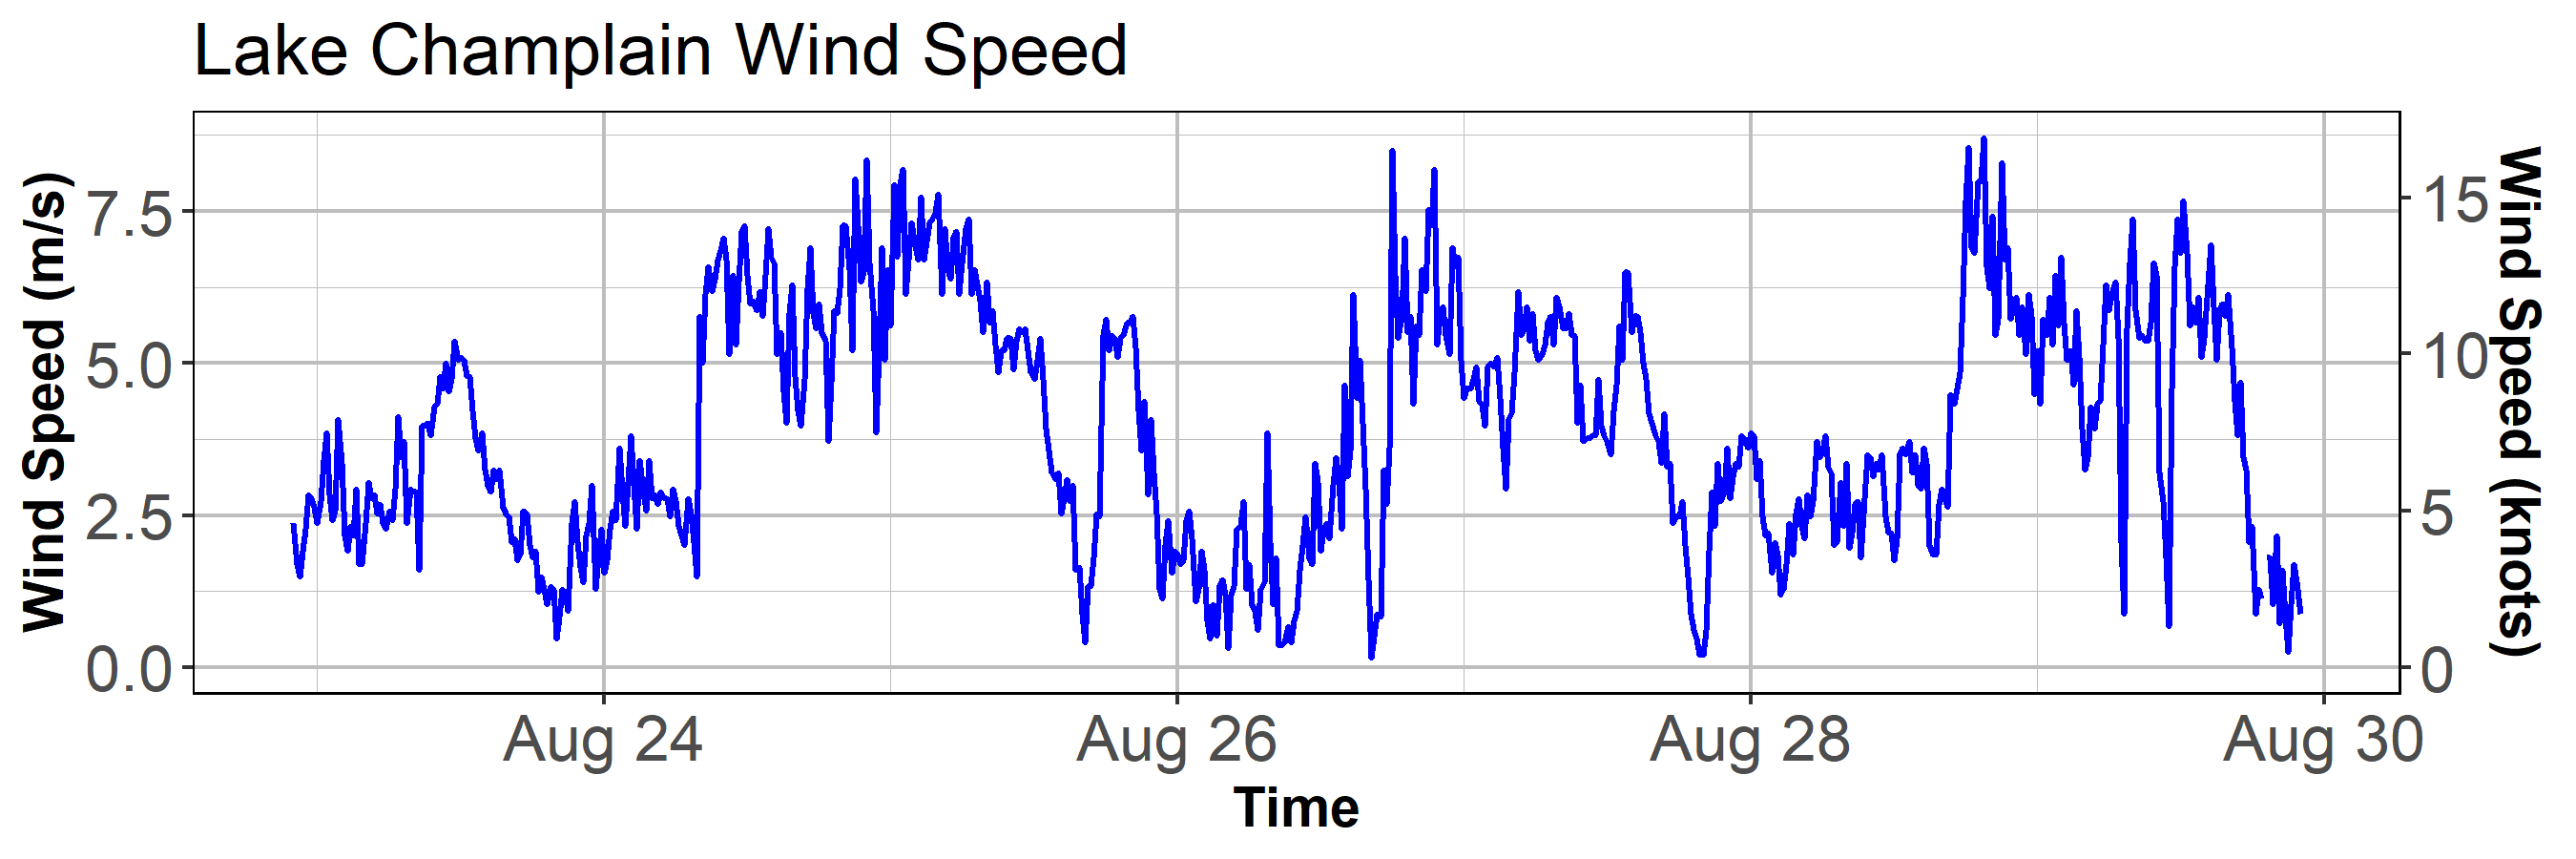 Lake Champlain Wind Speed
Wind Speed (m/s)
7.5
5.0
2.5
0.0
15
10
5
0
Wind Speed (knots)
Aug 24
Aug 26
Aug 28
Aug 30
Time